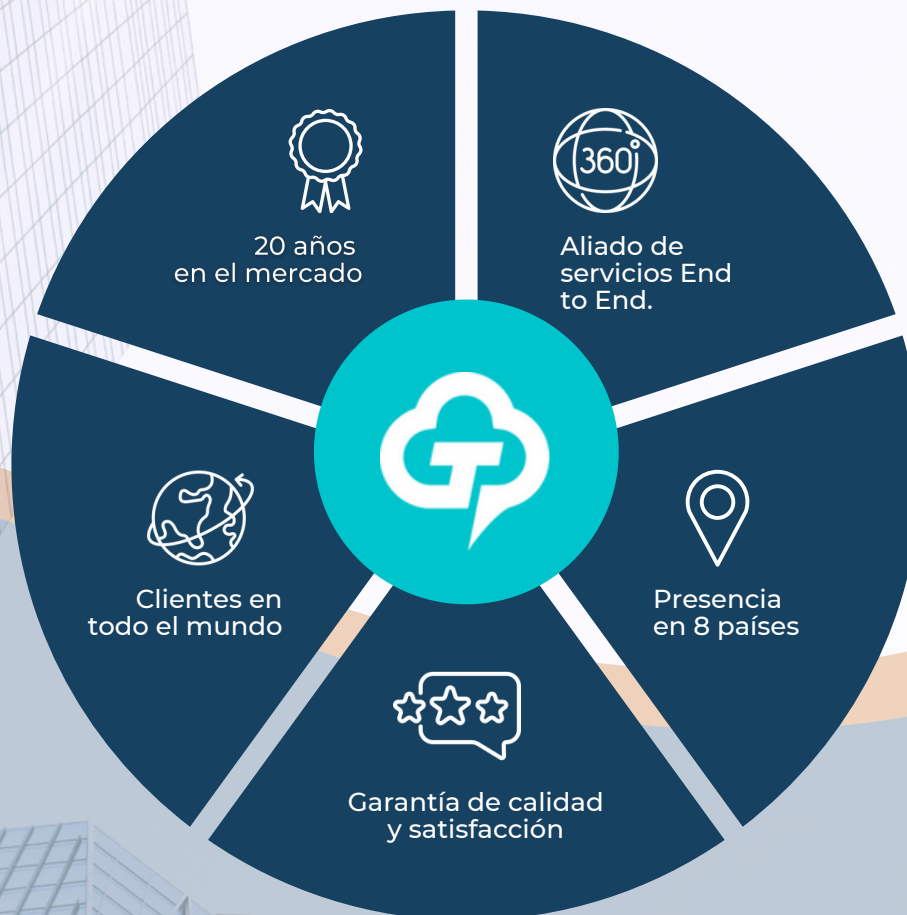 20 años
en el mercado
360°
Aliado de
servicios End
to End.
Clientes en
todo el mundo
Presencia
en 8 países
Garantía de calidad
y satisfacción